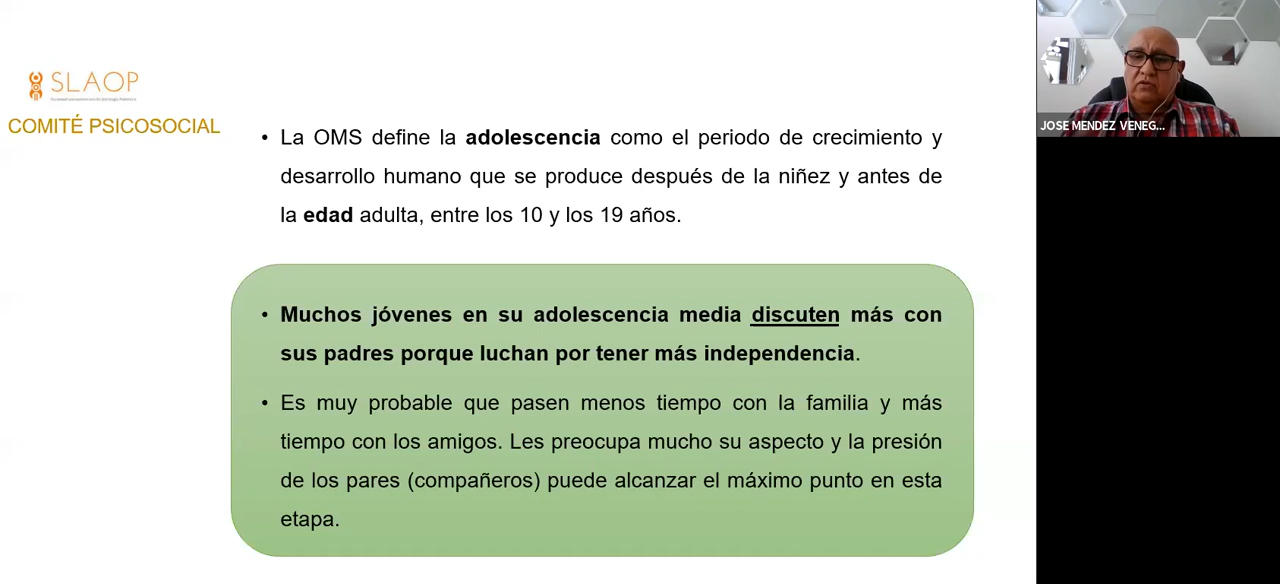 SLAOP
COMITÉ PSICOSOCIAL
• La OMS define la adolescencia como el periodo de crecimiento y
desarrollo humano que se produce después de la niñez y antes de
la edad adulta, entre los 10 y los 19 años.
• Muchos jóvenes en su adolescencia media discuten más con
sus padres porque luchan por tener más independencia.
• Es muy probable que pasen menos tiempo con la familia y más
tiempo con los amigos. Les preocupa mucho su aspecto y la presión
de los pares (compañeros) puede alcanzar el máximo punto en esta
etapa.
JOSE MENDEZ VENEG...